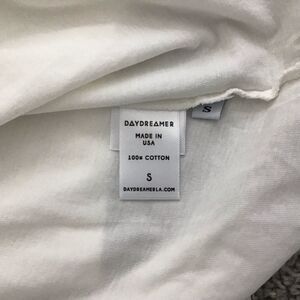 DAYDREAMER
MADE IN
USA
100% COTTON
S
DAYDREAMERLA.COM
S